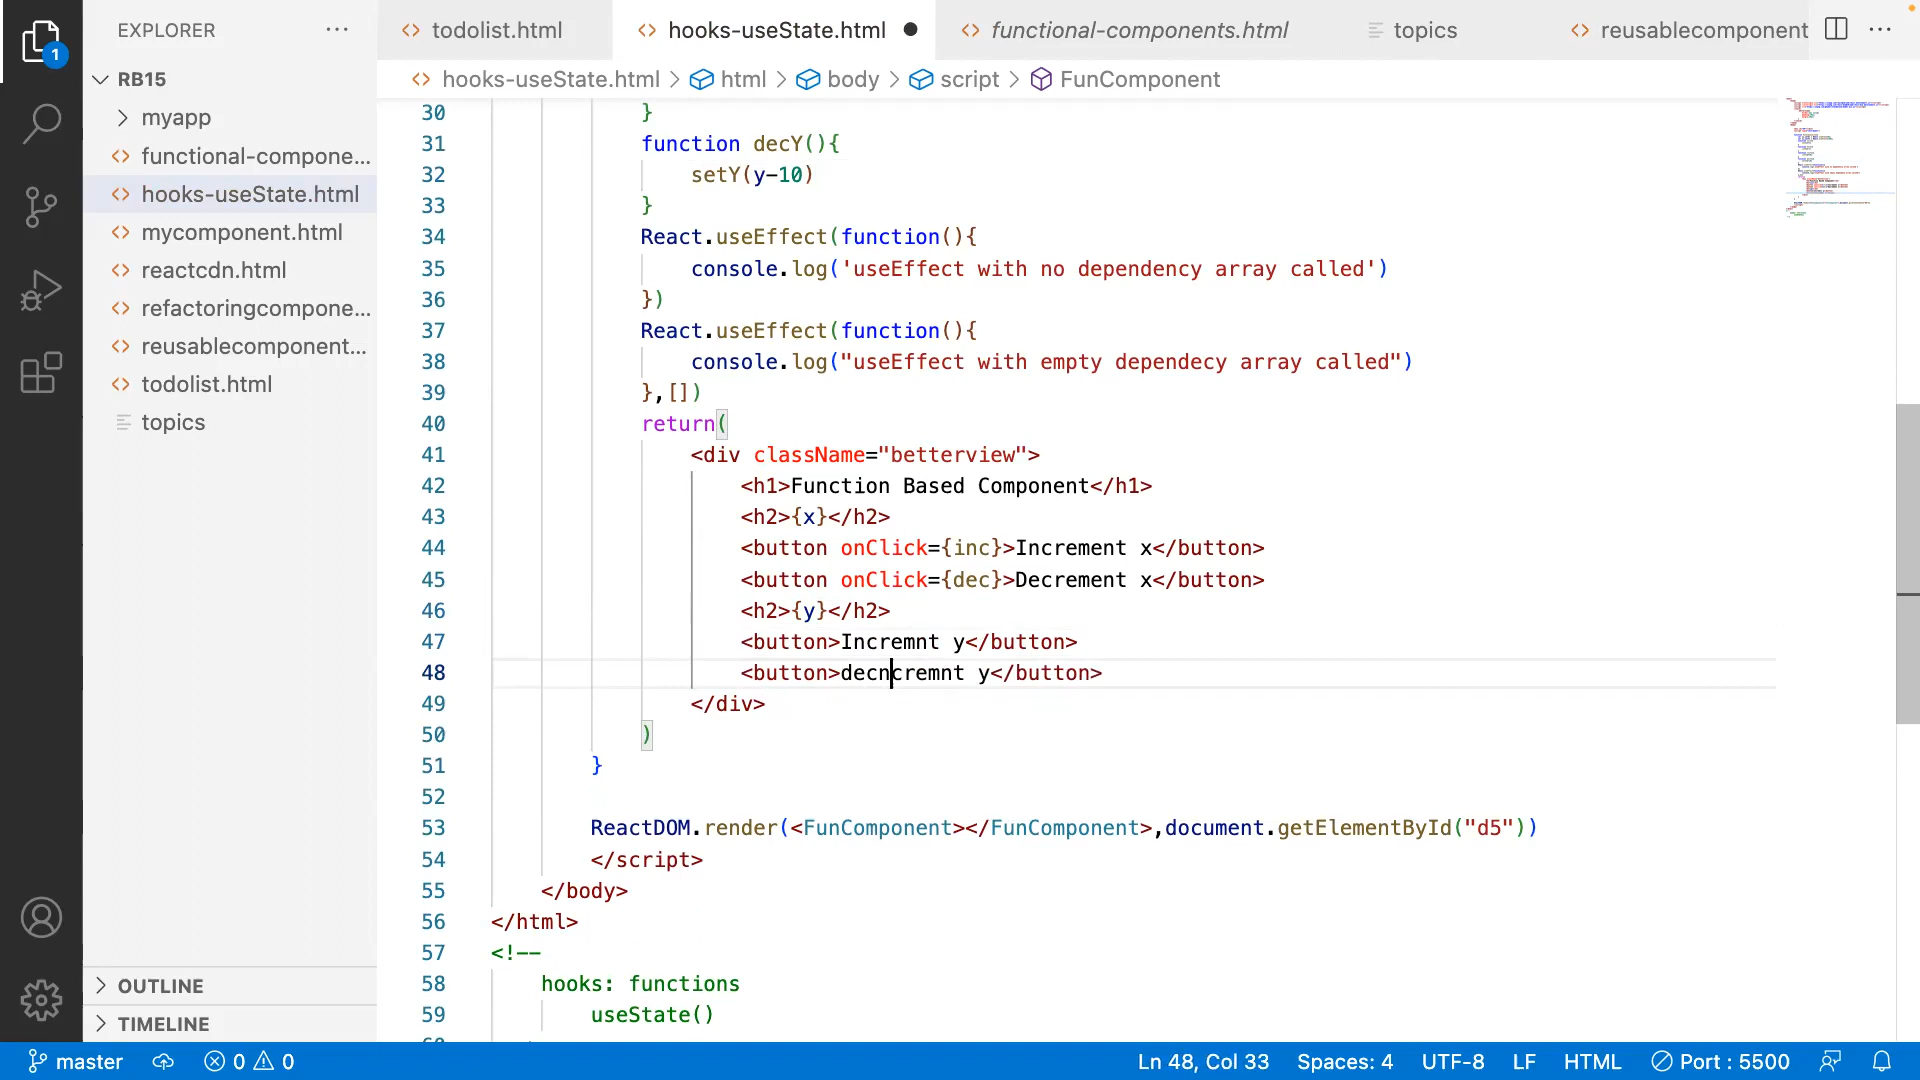 EXPLORER
todolist.html
hooks-useState.html
functional-components.html
topics
reusablecomponent
hooks-useState.html > html > body > script > FunComponent
1
RB15
myapp
functional-compone...
hooks-useState.html
mycomponent.html
reactcdn.html
refactoringcompone...
reusablecomponent...
todolist.html
topics
OUTLINE
TIMELINE
30 }
31 function decY(){
32 setY(y-10)
33 }
34 React.useEffect(function(){
35 console.log('useEffect with no dependency array called')
36 })
37 React.useEffect(function(){
38 console.log("useEffect with empty dependecy array called")
39 },[])
40 return(
41 <div className="betterview">
42 <h1>Function Based Component</h1>
43 <h2>{x}</h2>
44 <button onClick={inc}>Increment x</button>
45 <button onClick={dec}>Decrement x</button>
46 <h2>{y}</h2>
47 <button>Incremnt y</button>
48 <button>decncremnt y</button>
49 </div>
50 )
51 }
52
53 ReactDOM.render(<FunComponent></FunComponent>,document.getElementById("d5"))
54 </script>
55 </body>
56 </html>
57 <!--
58 hooks: functions
59 useState()
master
0 0
Ln 48, Col 33
Spaces: 4
UTF-8
LF
HTML
Port : 5500